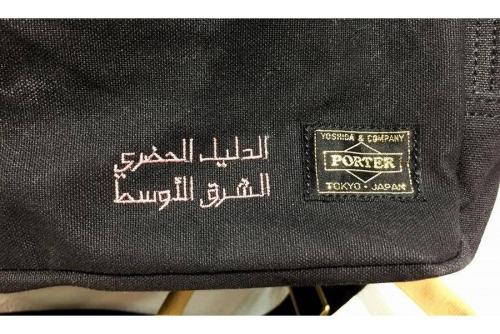 الدليل الحضري
الشرق الأوسط
YOSHIDA & COMPANY
PORTER
TOKYO - JAPAN